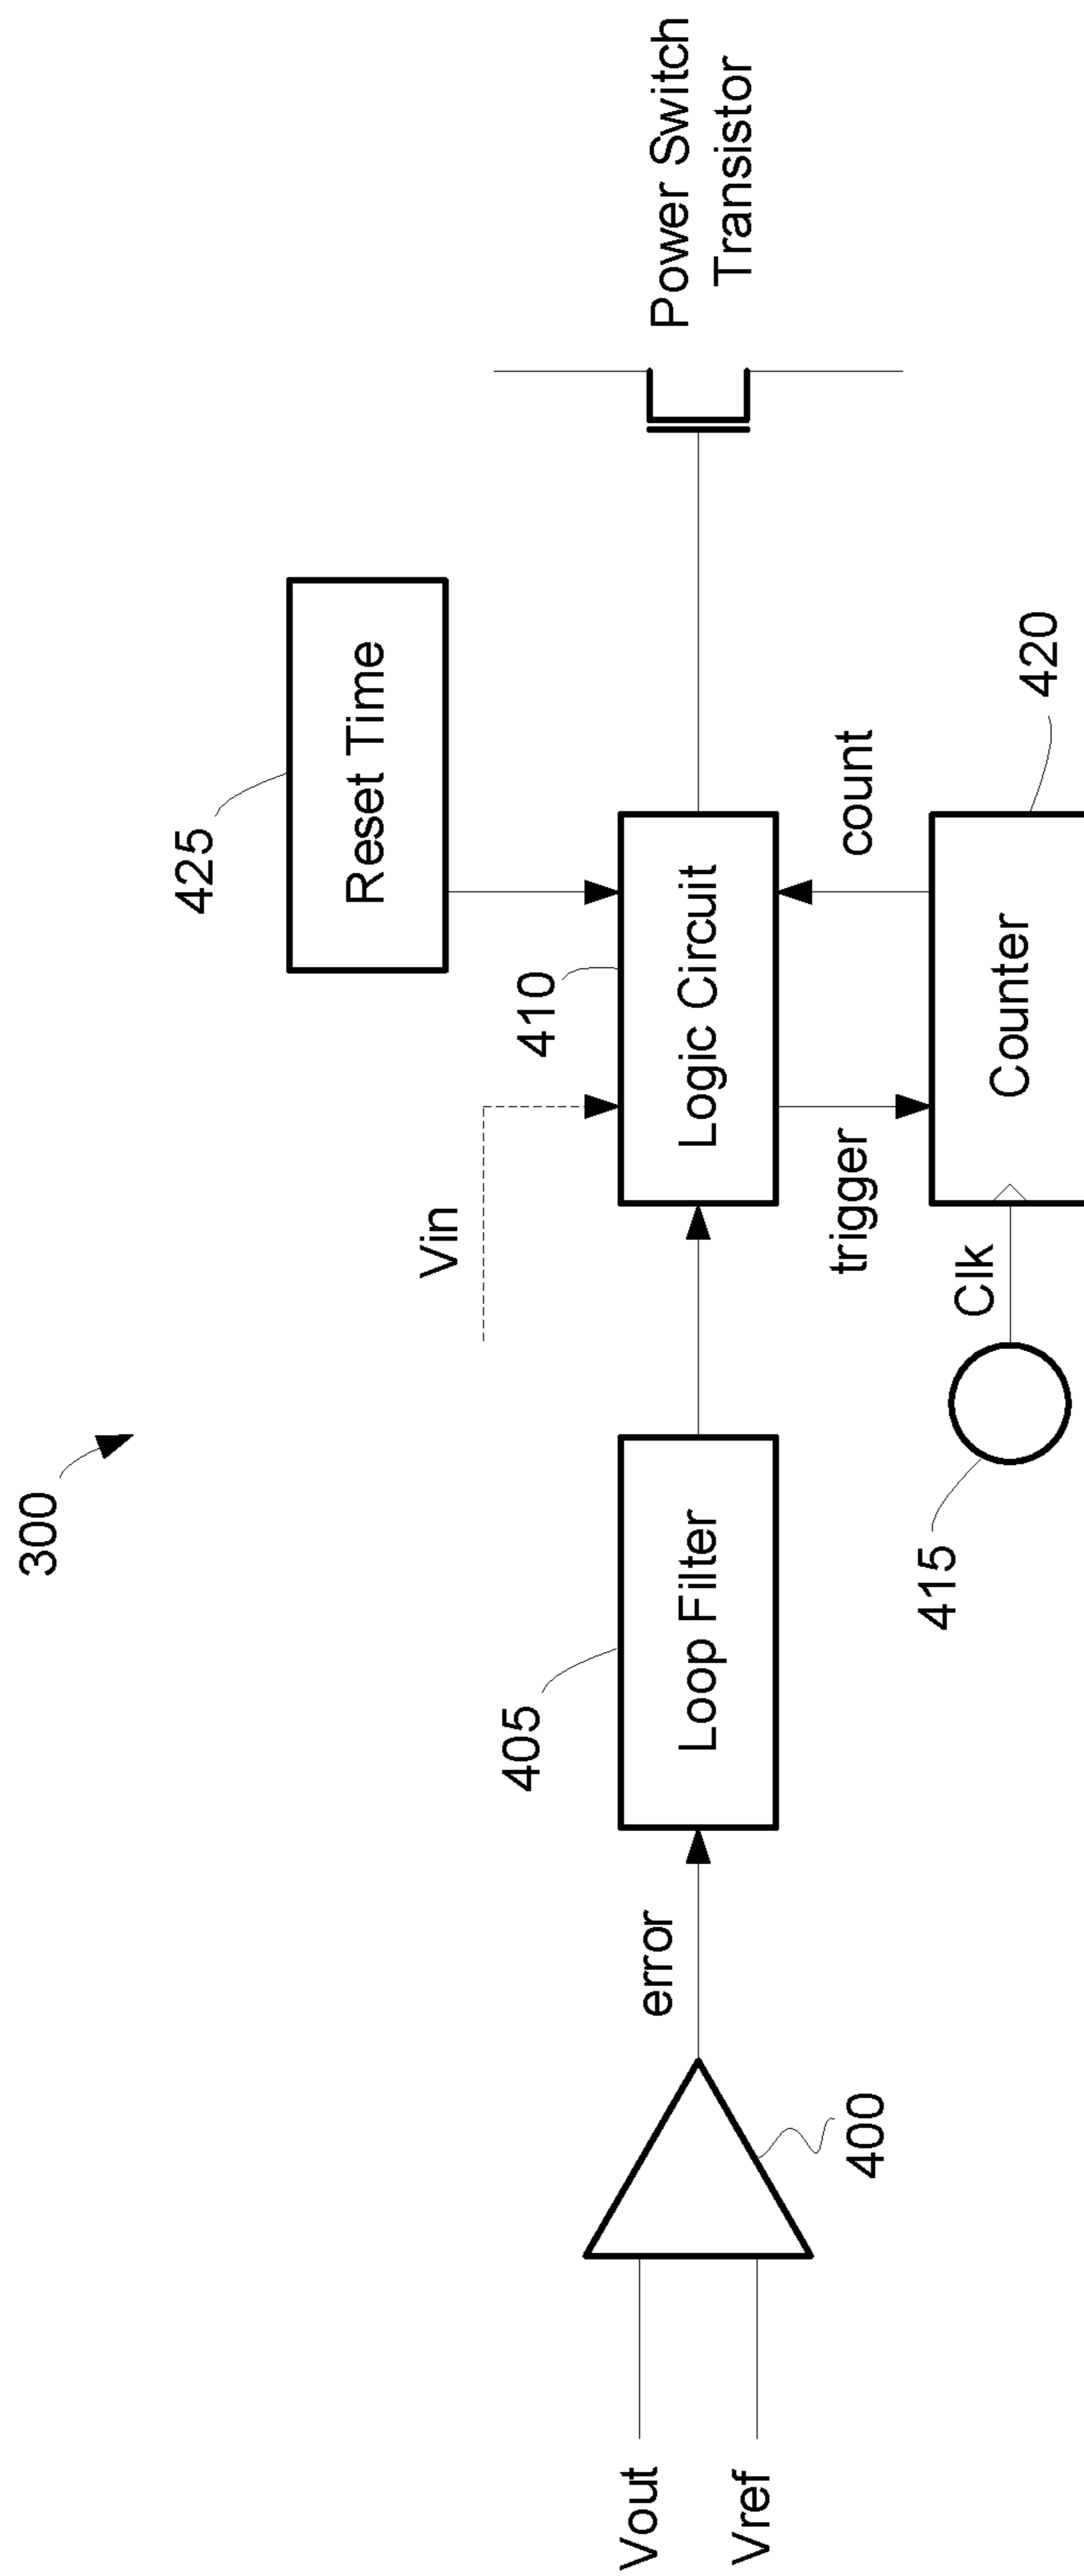 300
425
Reset Time
Vin
410
405
Vout
Vref
error
Loop Filter
Logic Circuit
Power Switch
Transistor
400
trigger
count
415
Clk
Counter
420